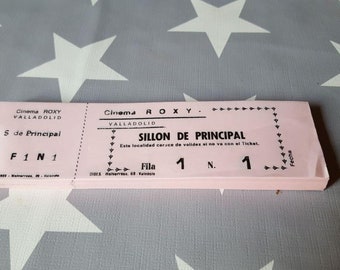 Cinema ROXY
VALLADOLID
S de Principal
F 1 N 1
Cinema ROXY.
VALLADOLID
SILLON DE PRINCIPAL
Esta localidad carece de validez si no va con el Ticket.
Fila 1 N. 1
Fecha